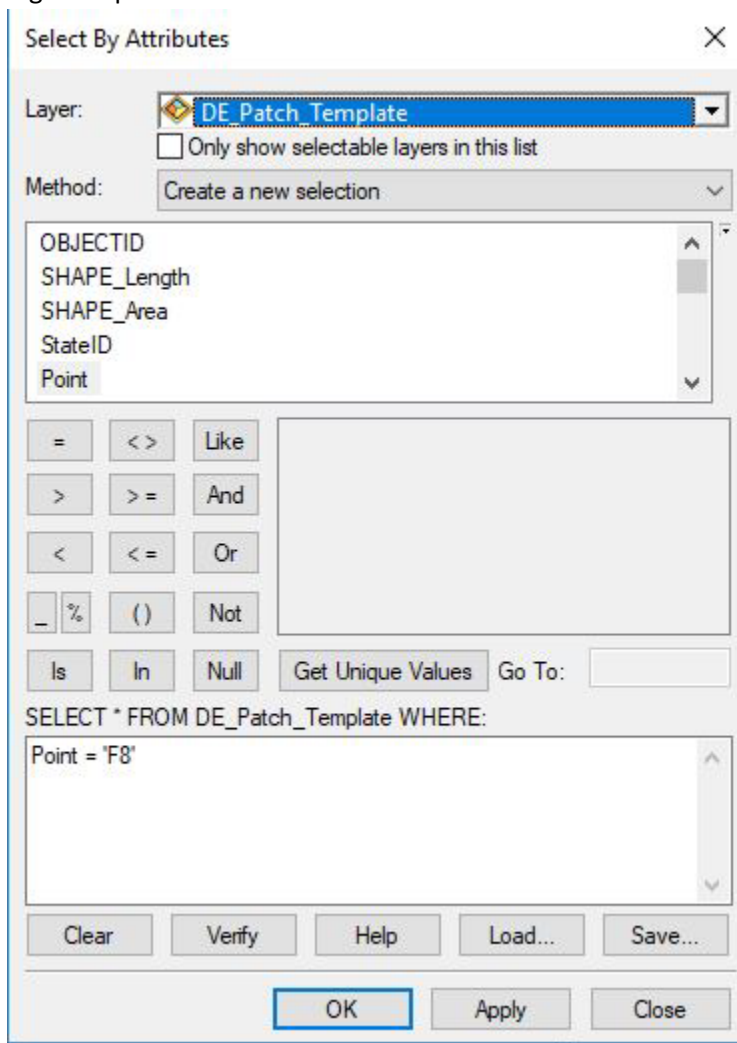 Select By Attributes
Layer: DE_Patch_Template
Only show selectable layers in this list
Method: Create a new selection
OBJECTID
SHAPE_Length
SHAPE_Area
StateID
Point
= < > Like
> > = And
< < = Or
_ % ( ) Not
Is In Null Get Unique Values Go To:
SELECT * FROM DE_Patch_Template WHERE:
Point = 'F8'
Clear Verify Help Load... Save...
OK Apply Close